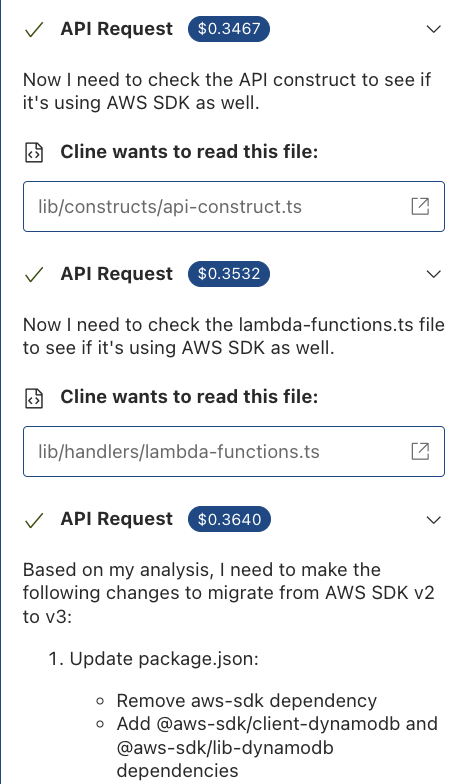 API Request $0.3467
Now I need to check the API construct to see if
it's using AWS SDK as well.
Cline wants to read this file:
lib/constructs/api-construct.ts
API Request $0.3532
Now I need to check the lambda-functions.ts file
to see if it's using AWS SDK as well.
Cline wants to read this file:
lib/handlers/lambda-functions.ts
API Request $0.3640
Based on my analysis, I need to make the
following changes to migrate from AWS SDK v2
to v3:
1. Update package.json:
Remove aws-sdk dependency
Add @aws-sdk/client-dynamodb and
@aws-sdk/lib-dynamodb
dependencies